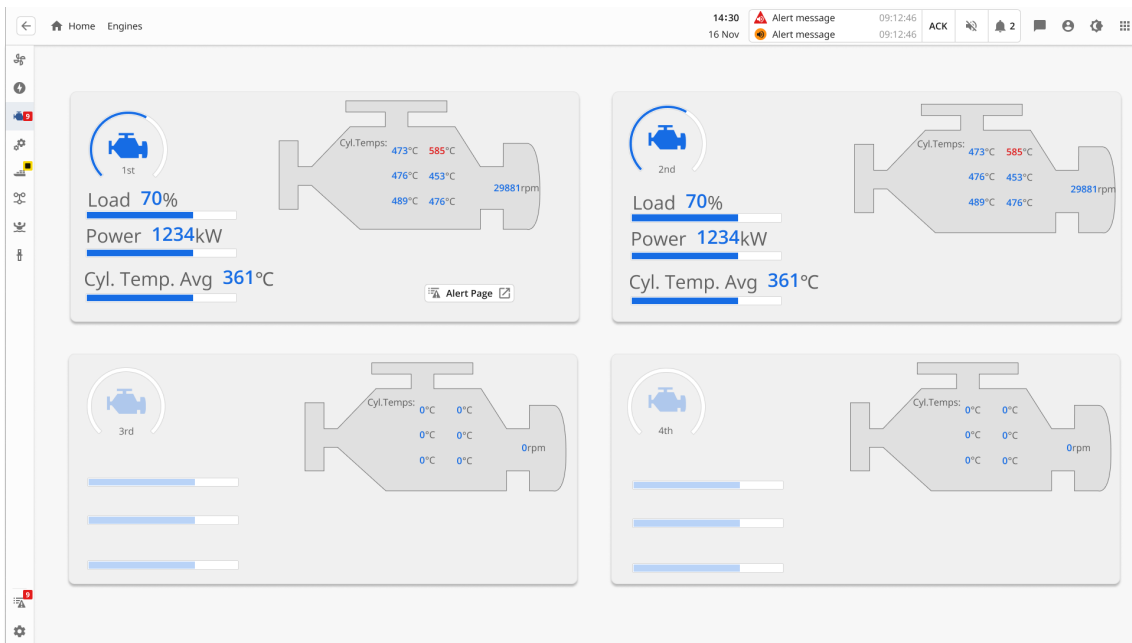 Home Engines
14:30 Alert message 09:12:46
16 Nov Alert message 09:12:46
ACK
2
9
1st
Load 70%
Power 1234kW
Cyl. Temp. Avg 361°C
Cyl.Temps:
473°C 585°C
476°C 453°C
489°C 476°C
29881rpm
Alert Page
2nd
Load 70%
Power 1234kW
Cyl. Temp. Avg 361°C
Cyl.Temps:
473°C 585°C
476°C 453°C
489°C 476°C
29881rpm
3rd
Cyl.Temps:
0°C 0°C
0°C 0°C
0°C 0°C
0rpm
4th
Cyl.Temps:
0°C 0°C
0°C 0°C
0°C 0°C
0rpm
9